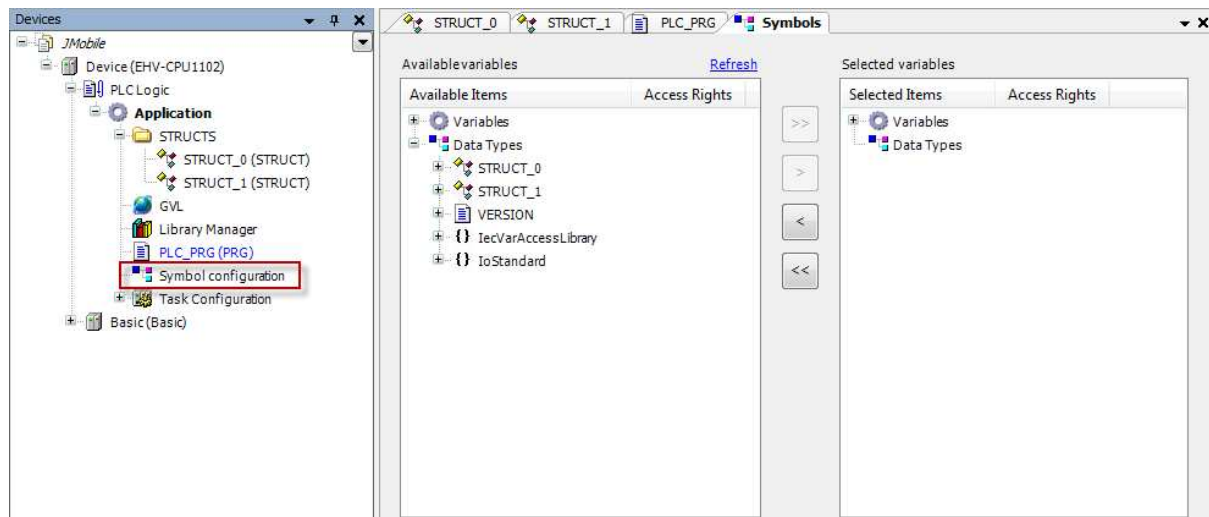 Devices
JMobile
Device (EHV-CPU1102)
PLC Logic
Application
STRUCTS
STRUCT_0 (STRUCT)
STRUCT_1 (STRUCT)
GVL
Library Manager
PLC_PRG (PRG)
Symbol configuration
Task Configuration
Basic (Basic)
STRUCT_0 STRUCT_1 PLC_PRG Symbols
Availablevariables Refresh
Available Items Access Rights
Variables
Data Types
STRUCT_0
STRUCT_1
VERSION
{} IecVarAccessLibrary
{} IoStandard
>>
>
<
<<
Selected variables
Selected Items Access Rights
Variables
Data Types